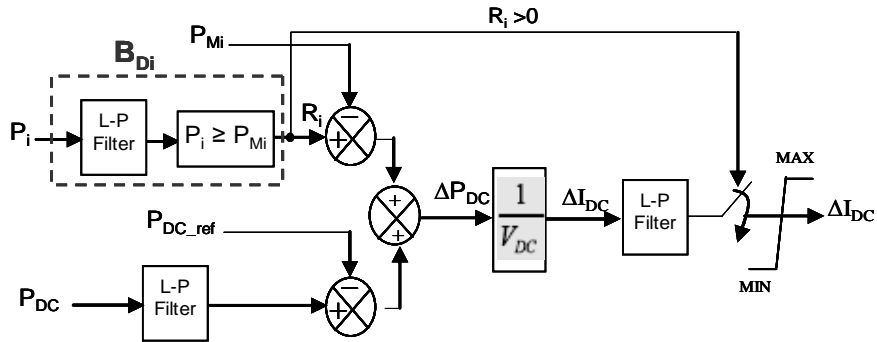 R_i >0
P_Mi
B_Di
P_i
L-P
Filter
P_i ≥ P_Mi
R_i
−
+
+
+
P_DC_ref
ΔP_DC
1
V_DC
ΔI_DC
L-P
Filter
MAX
MIN
ΔI_DC
P_DC
L-P
Filter
−
+